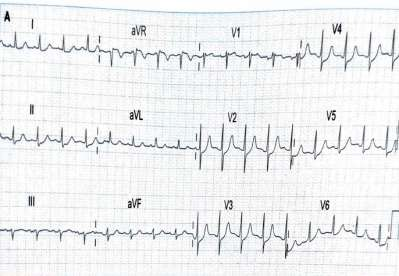 A
I aVR V1 V4
II aVL V2 V5
III aVF V3 V6